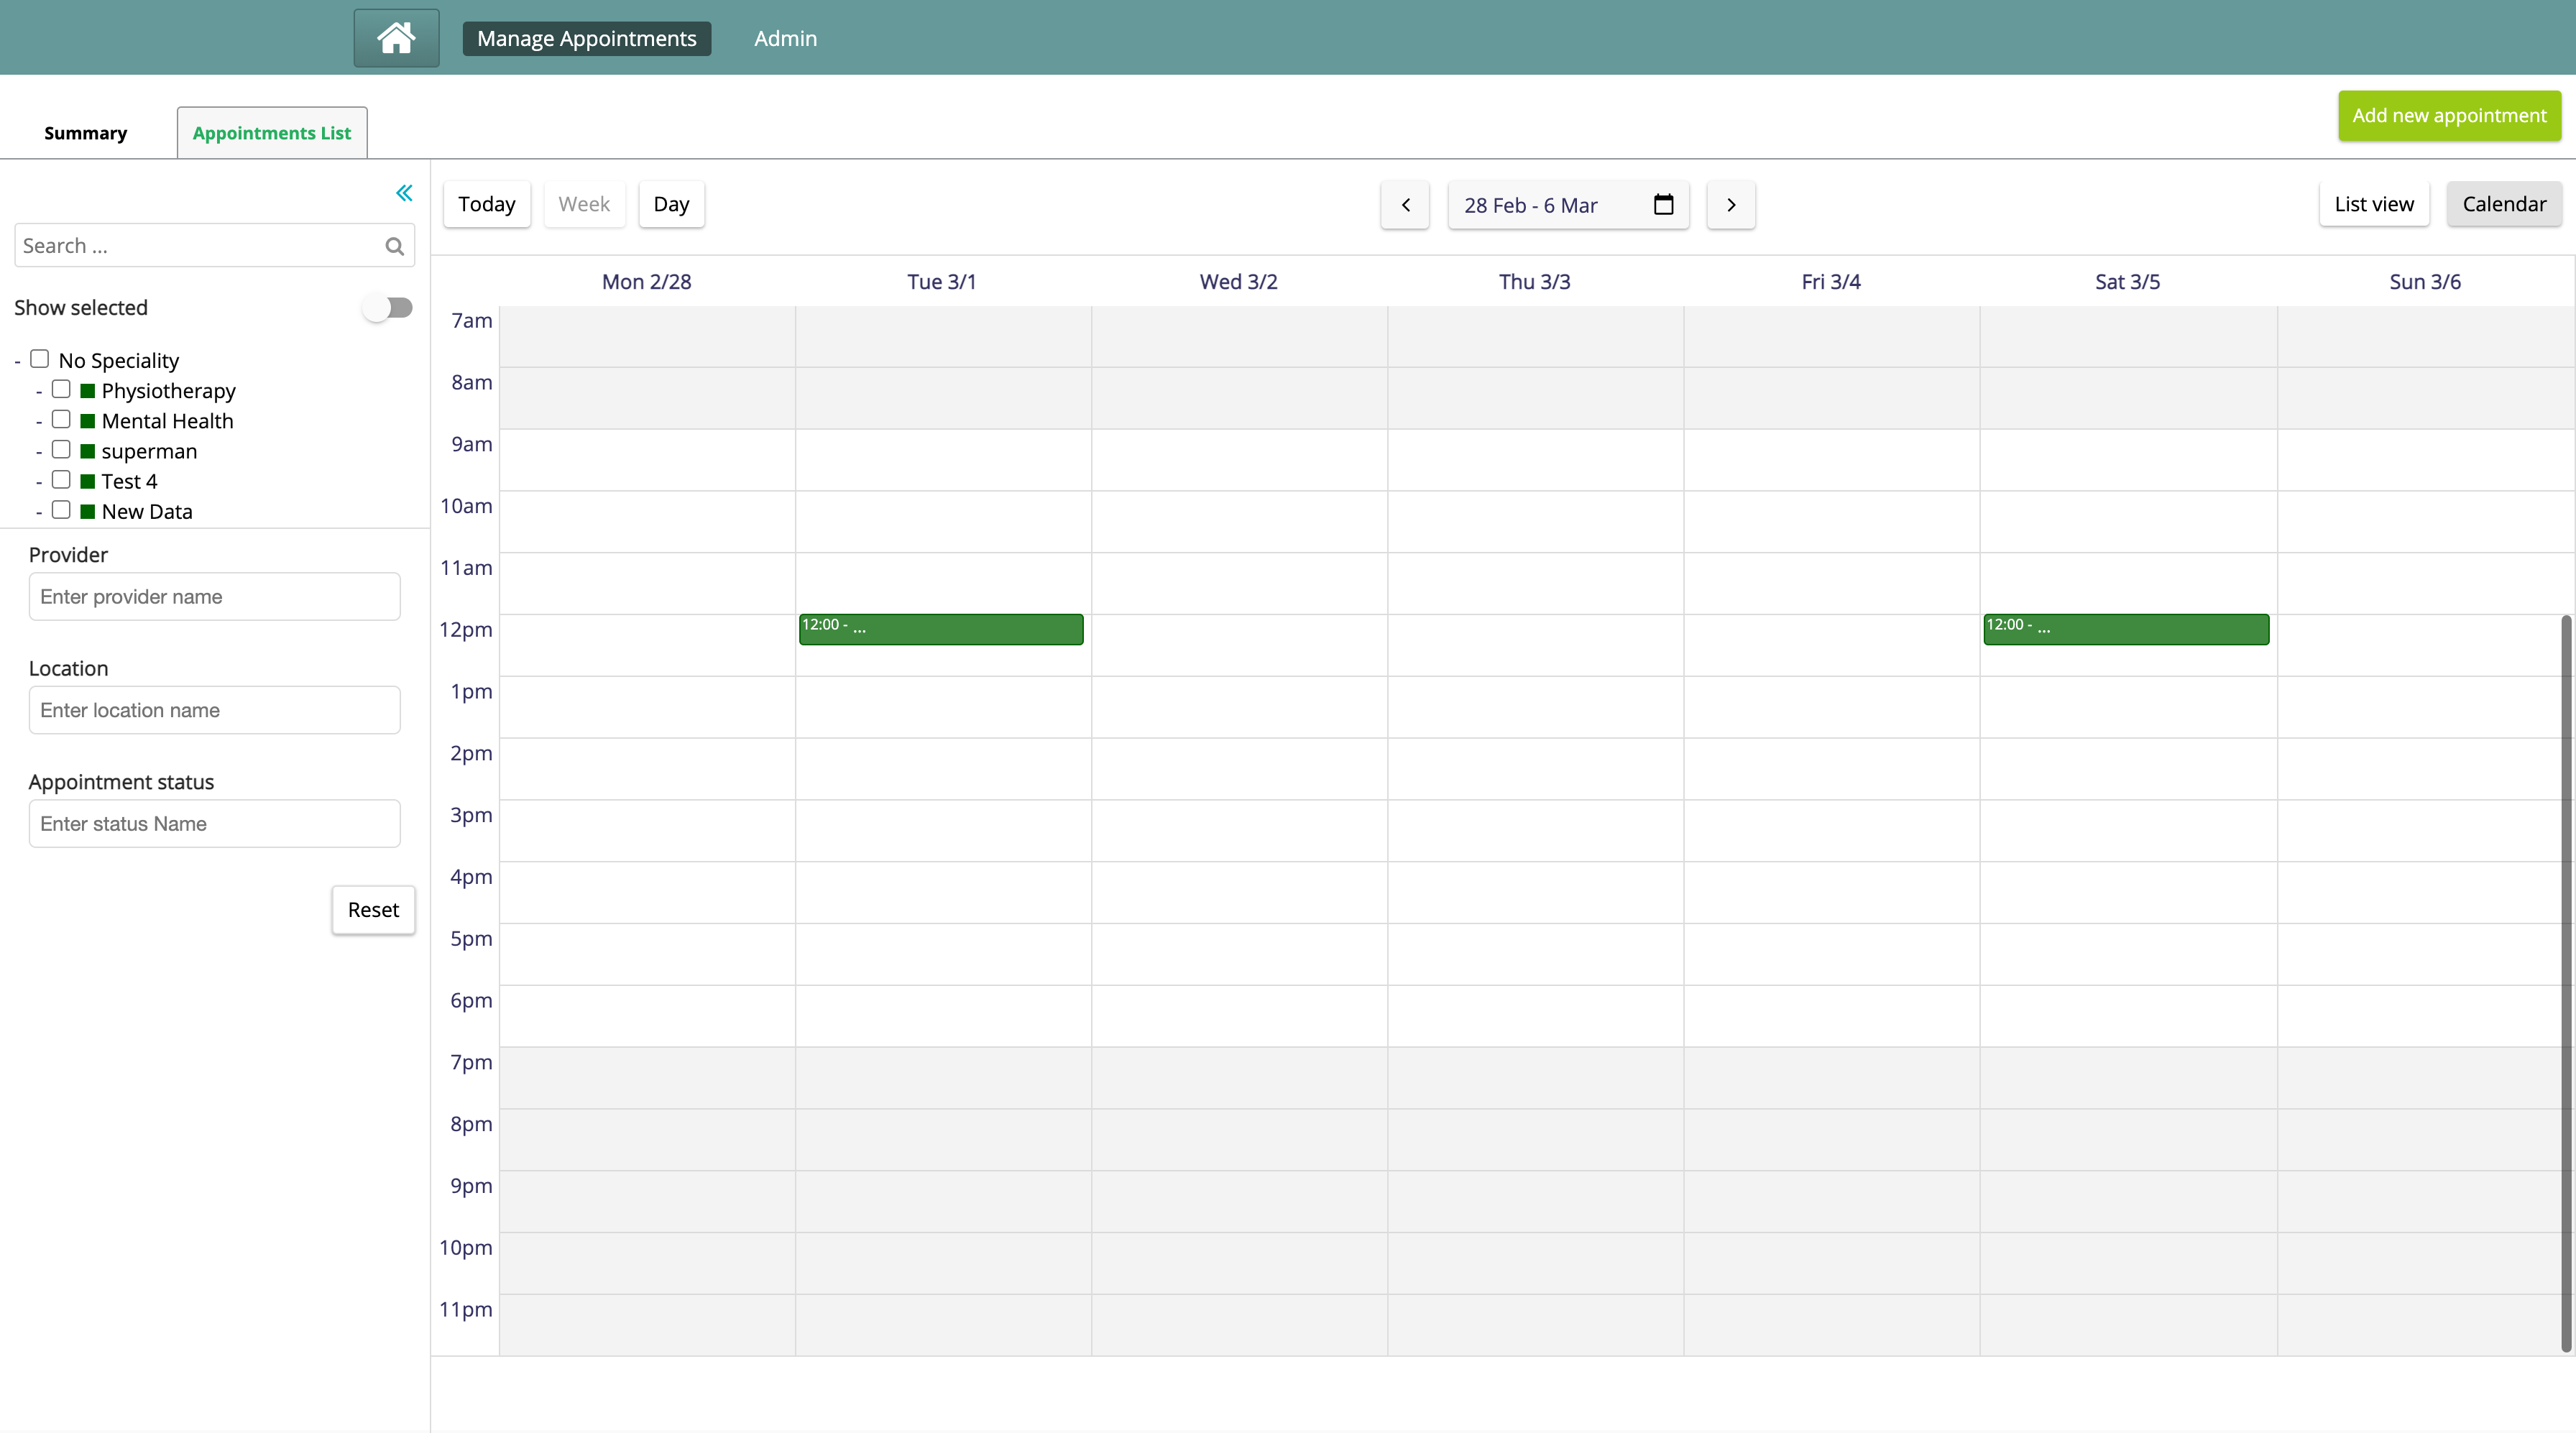 Manage Appointments Admin
Summary Appointments List Add new appointment
Today Week Day 28 Feb - 6 Mar List view Calendar
Search ...
Show selected
- No Speciality
- Physiotherapy
- Mental Health
- superman
- Test 4
- New Data
Provider
Enter provider name
Location
Enter location name
Appointment status
Enter status Name
Reset
Mon 2/28 Tue 3/1 Wed 3/2 Thu 3/3 Fri 3/4 Sat 3/5 Sun 3/6
7am
8am
9am
10am
11am
12pm 12:00 - ... 12:00 - ...
1pm
2pm
3pm
4pm
5pm
6pm
7pm
8pm
9pm
10pm
11pm